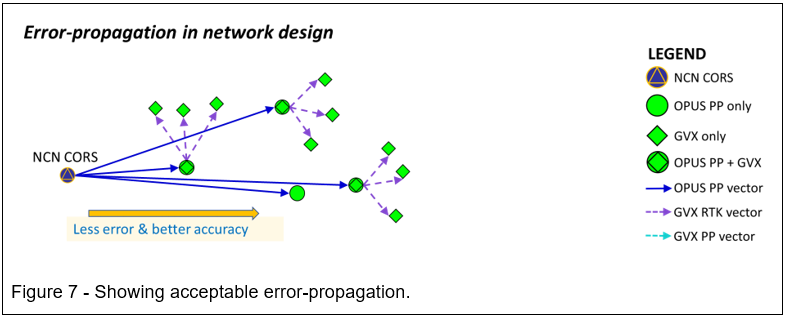 Error-propagation in network design
NCN CORS
Less error & better accuracy
LEGEND
NCN CORS
OPUS PP only
GVX only
OPUS PP + GVX
OPUS PP vector
GVX RTK vector
GVX PP vector
Figure 7 - Showing acceptable error-propagation.